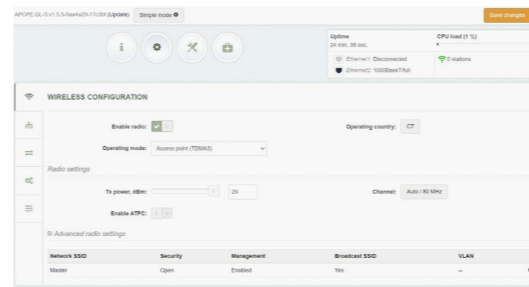 (Update) Simple mode Save changes
Uptime
24 min. 38 sec.
CPU load (1 %)
Ethernet1: Disconnected
Ethernet2: 1000BaseT/full
0 stations
WIRELESS CONFIGURATION
Enable radio:
Operating country: CT
Operating mode: Access point (TDMA3)
Radio settings
Tx power, dBm: 29
Channel: Auto / 80 MHz
Enable ATPC:
Advanced radio settings
Network SSID Security Management Broadcast SSID VLAN
Master Open Enabled Yes –